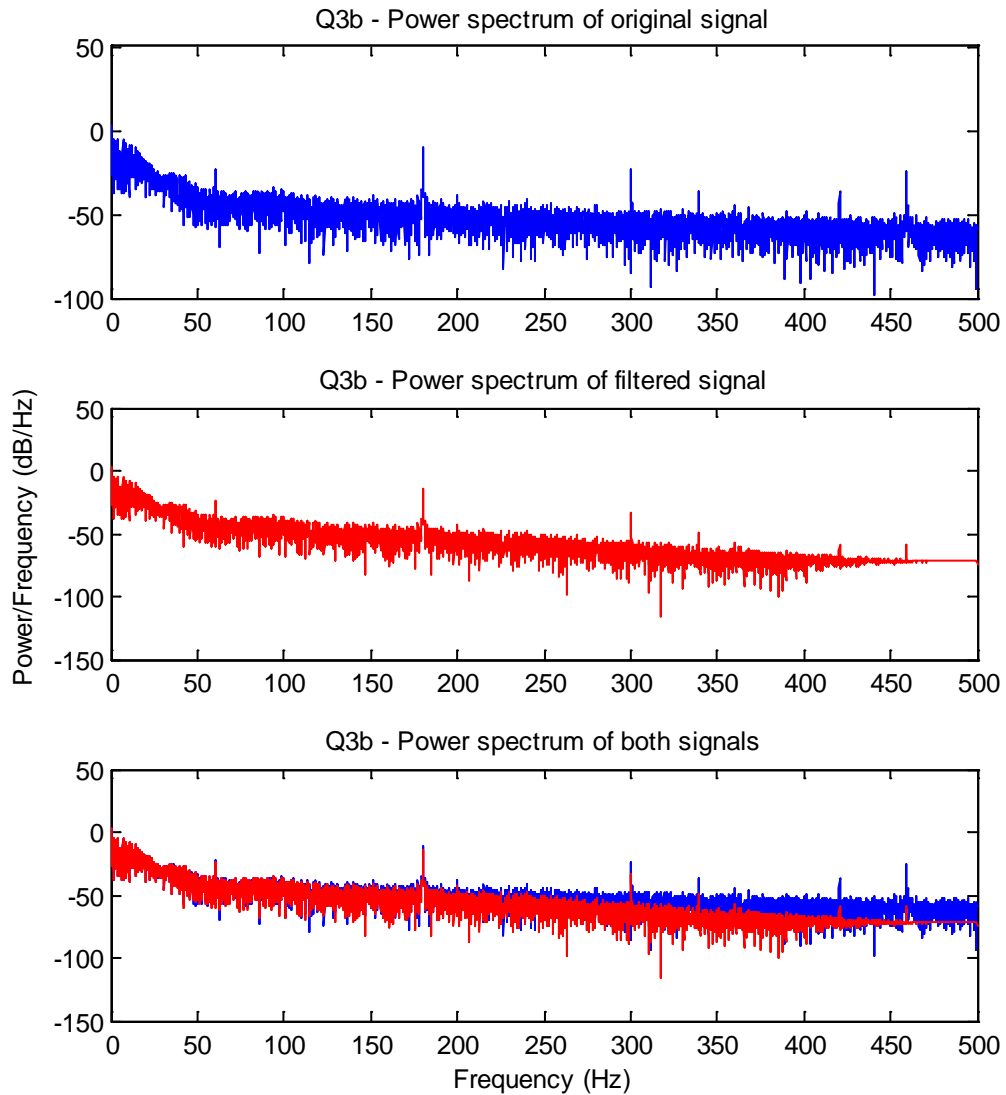 Q3b - Power spectrum of original signal
50
0
-50
-100
0 50 100 150 200 250 300 350 400 450 500
Q3b - Power spectrum of filtered signal
Power/Frequency (dB/Hz)
50
0
-50
-100
-150
0 50 100 150 200 250 300 350 400 450 500
Q3b - Power spectrum of both signals
50
0
-50
-100
-150
0 50 100 150 200 250 300 350 400 450 500
Frequency (Hz)